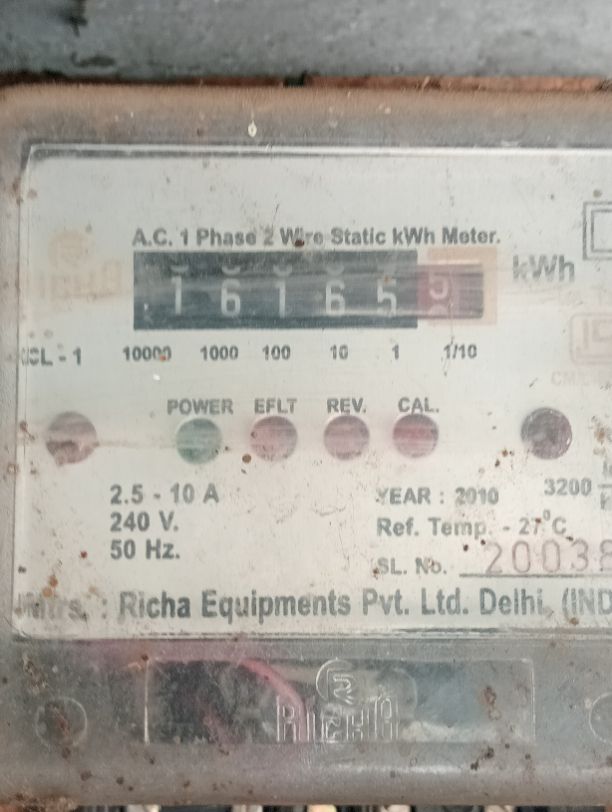 A.C. 1 Phase 2 Wire Static kWh Meter.
1 6 1 6 5 9 kWh
CL - 1 10000 1000 100 10 1 1/10
POWER EFLT REV. CAL.
2.5 - 10 A
240 V.
50 Hz.
YEAR : 2010 3200
Ref. Temp. - 27°C
SL. No. 20038
Mfrs. : Richa Equipments Pvt. Ltd. Delhi. (IND
RICHA